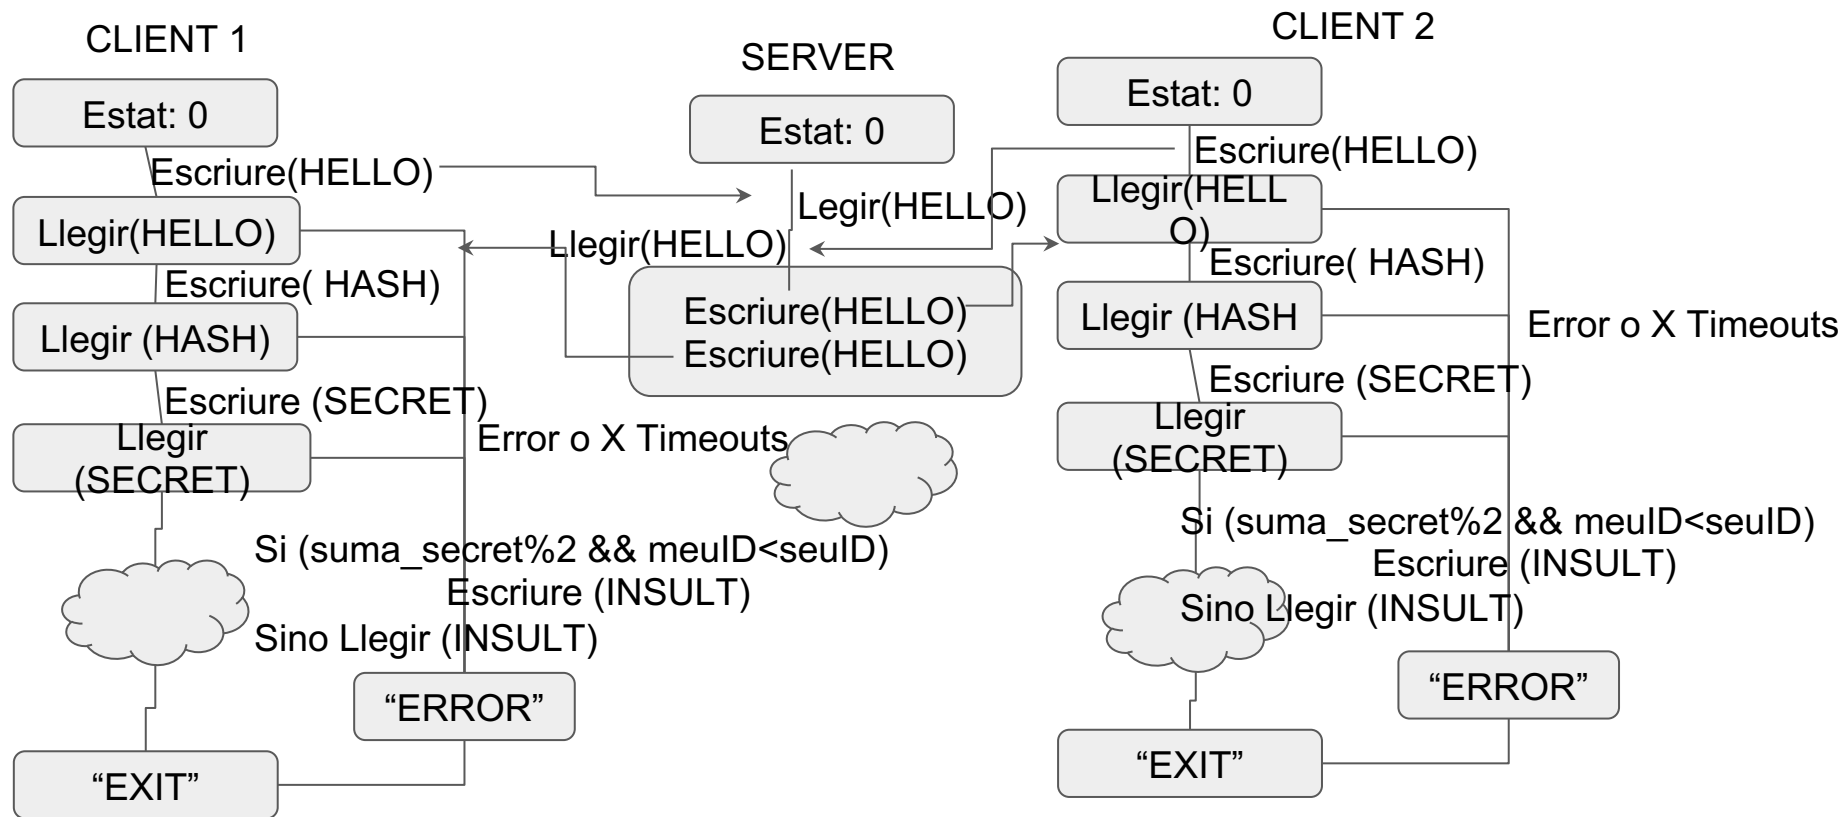 CLIENT 1
Estat: 0
Escriure(HELLO)
Llegir(HELLO)
Escriure( HASH)
Llegir (HASH)
Escriure (SECRET)
Llegir
(SECRET)
Error o X Timeouts
Si (suma_secret%2 && meuID<seuID)
Escriure (INSULT)
Sino Llegir (INSULT)
“ERROR”
“EXIT”
SERVER
Estat: 0
Legir(HELLO)
Llegir(HELLO)
Escriure(HELLO)
Escriure(HELLO)
CLIENT 2
Estat: 0
Escriure(HELLO)
Llegir(HELL
O)
Escriure( HASH)
Llegir (HASH
Error o X Timeouts
Escriure (SECRET)
Llegir
(SECRET)
Si (suma_secret%2 && meuID<seuID)
Escriure (INSULT)
Sino Llegir (INSULT)
“ERROR”
“EXIT”